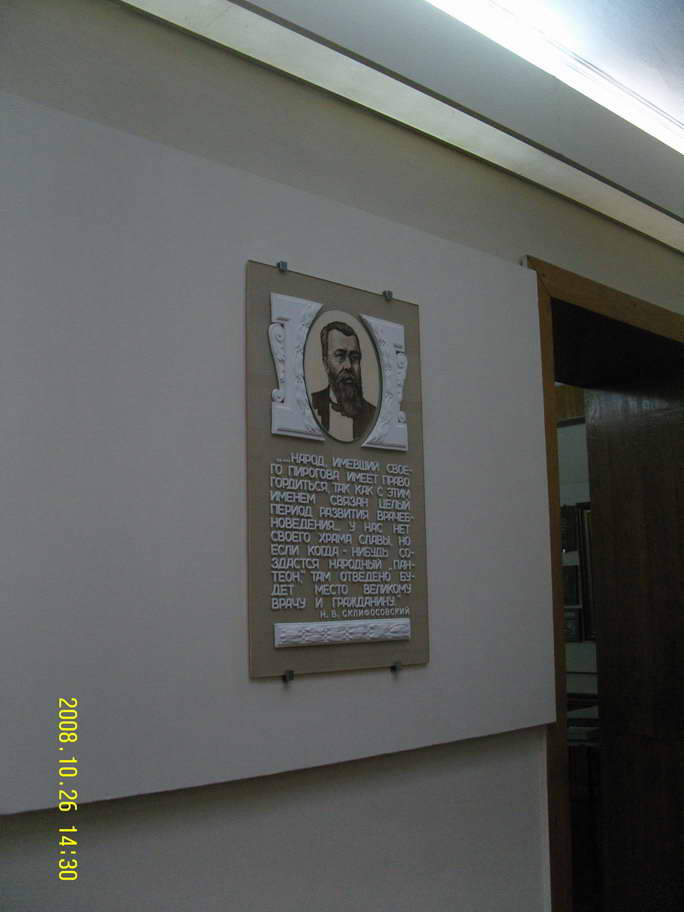 „....НАРОД, ИМЕВШИЙ СВОЕ-
ГО ПИРОГОВА ИМЕЕТ ПРАВО
ГОРДИТЬСЯ, ТАК КАК С ЭТИМ
ИМЕНЕМ СВЯЗАН ЦЕЛЫЙ
ПЕРИОД РАЗВИТИЯ ВРАЧЕБ-
НОВЕДЕНИЯ... У НАС НЕТ
СВОЕГО ХРАМА СЛАВЫ, НО
ЕСЛИ КОГДА-НИБУДЬ СО-
ЗДАСТСЯ НАРОДНЫЙ „ПАН-
ТЕОН," ТАМ ОТВЕДЕНО БУ-
ДЕТ МЕСТО ВЕЛИКОМУ
ВРАЧУ И ГРАЖДАНИНУ."
Н. В. СКЛИФОСОВСКИЙ
2008.10.26 14:30